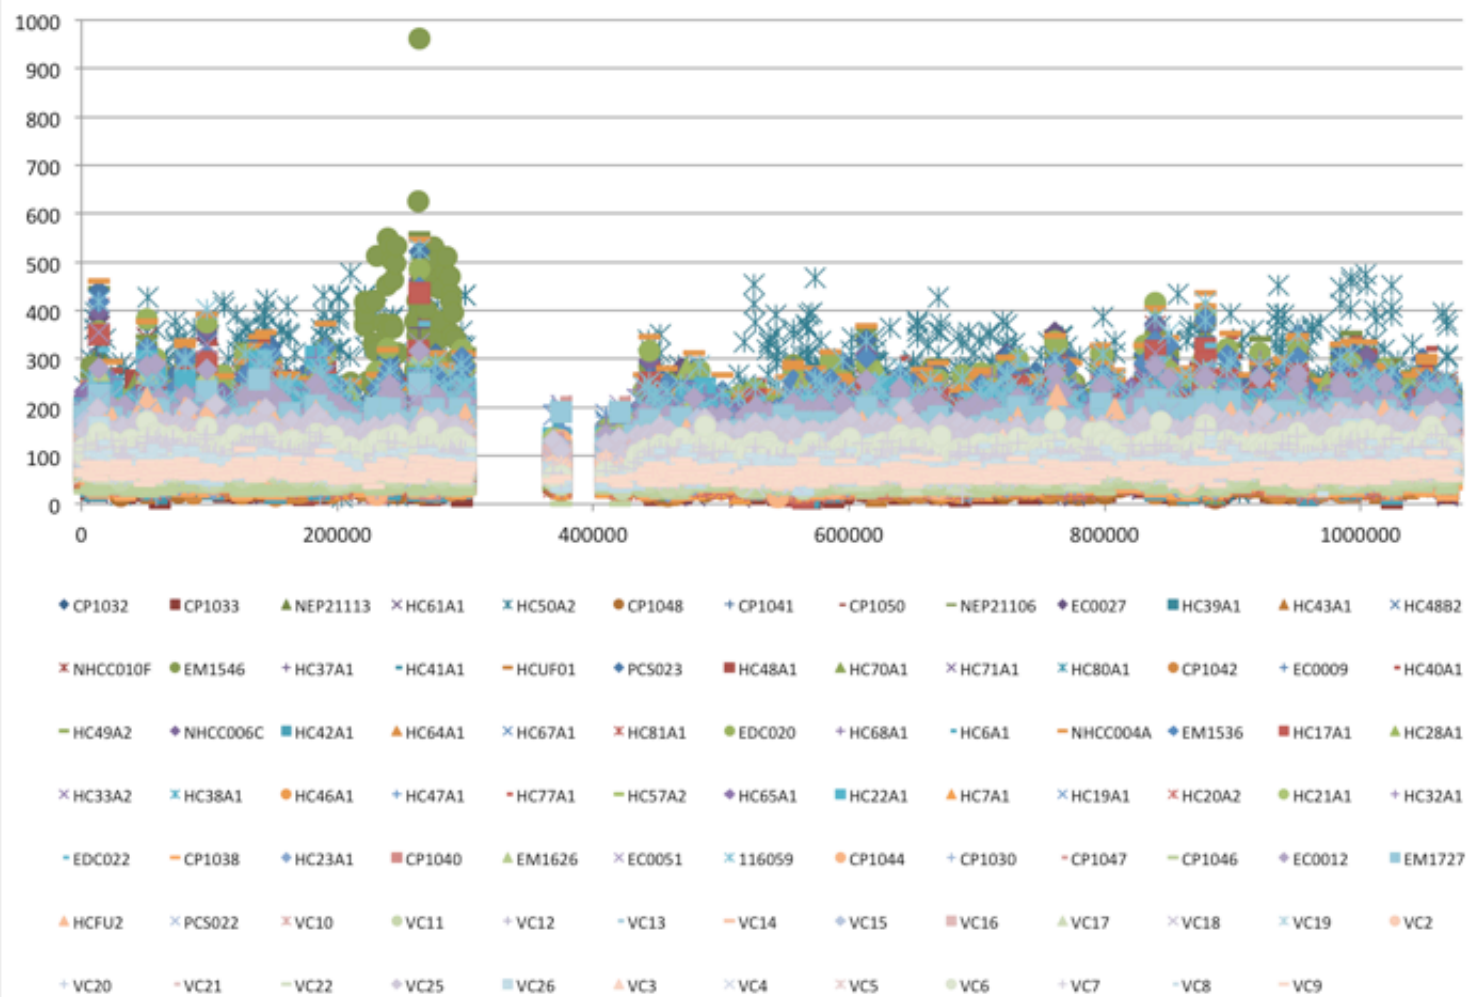 1000
900
800
700
600
500
400
300
200
100
0
0 200000 400000 600000 800000 1000000
CP1032 CP1033 NEP21113 HC61A1 HC50A2 CP1048 CP1041 CP1050 NEP21106 EC0027 HC39A1 HC43A1 HC48B2
NHCC010F EM1546 HC37A1 HC41A1 HCUF01 PCS023 HC48A1 HC70A1 HC71A1 HC80A1 CP1042 EC0009 HC40A1
HC49A2 NHCC006C HC42A1 HC64A1 HC67A1 HC81A1 EDC020 HC68A1 HC6A1 NHCC004A EM1536 HC17A1 HC28A1
HC33A2 HC38A1 HC46A1 HC47A1 HC77A1 HC57A2 HC65A1 HC22A1 HC7A1 HC19A1 HC20A2 HC21A1 HC32A1
EDC022 CP1038 HC23A1 CP1040 EM1626 EC0051 116059 CP1044 CP1030 CP1047 CP1046 EC0012 EM1727
HCFU2 PCS022 VC10 VC11 VC12 VC13 VC14 VC15 VC16 VC17 VC18 VC19 VC2
VC20 VC21 VC22 VC25 VC26 VC3 VC4 VC5 VC6 VC7 VC8 VC9